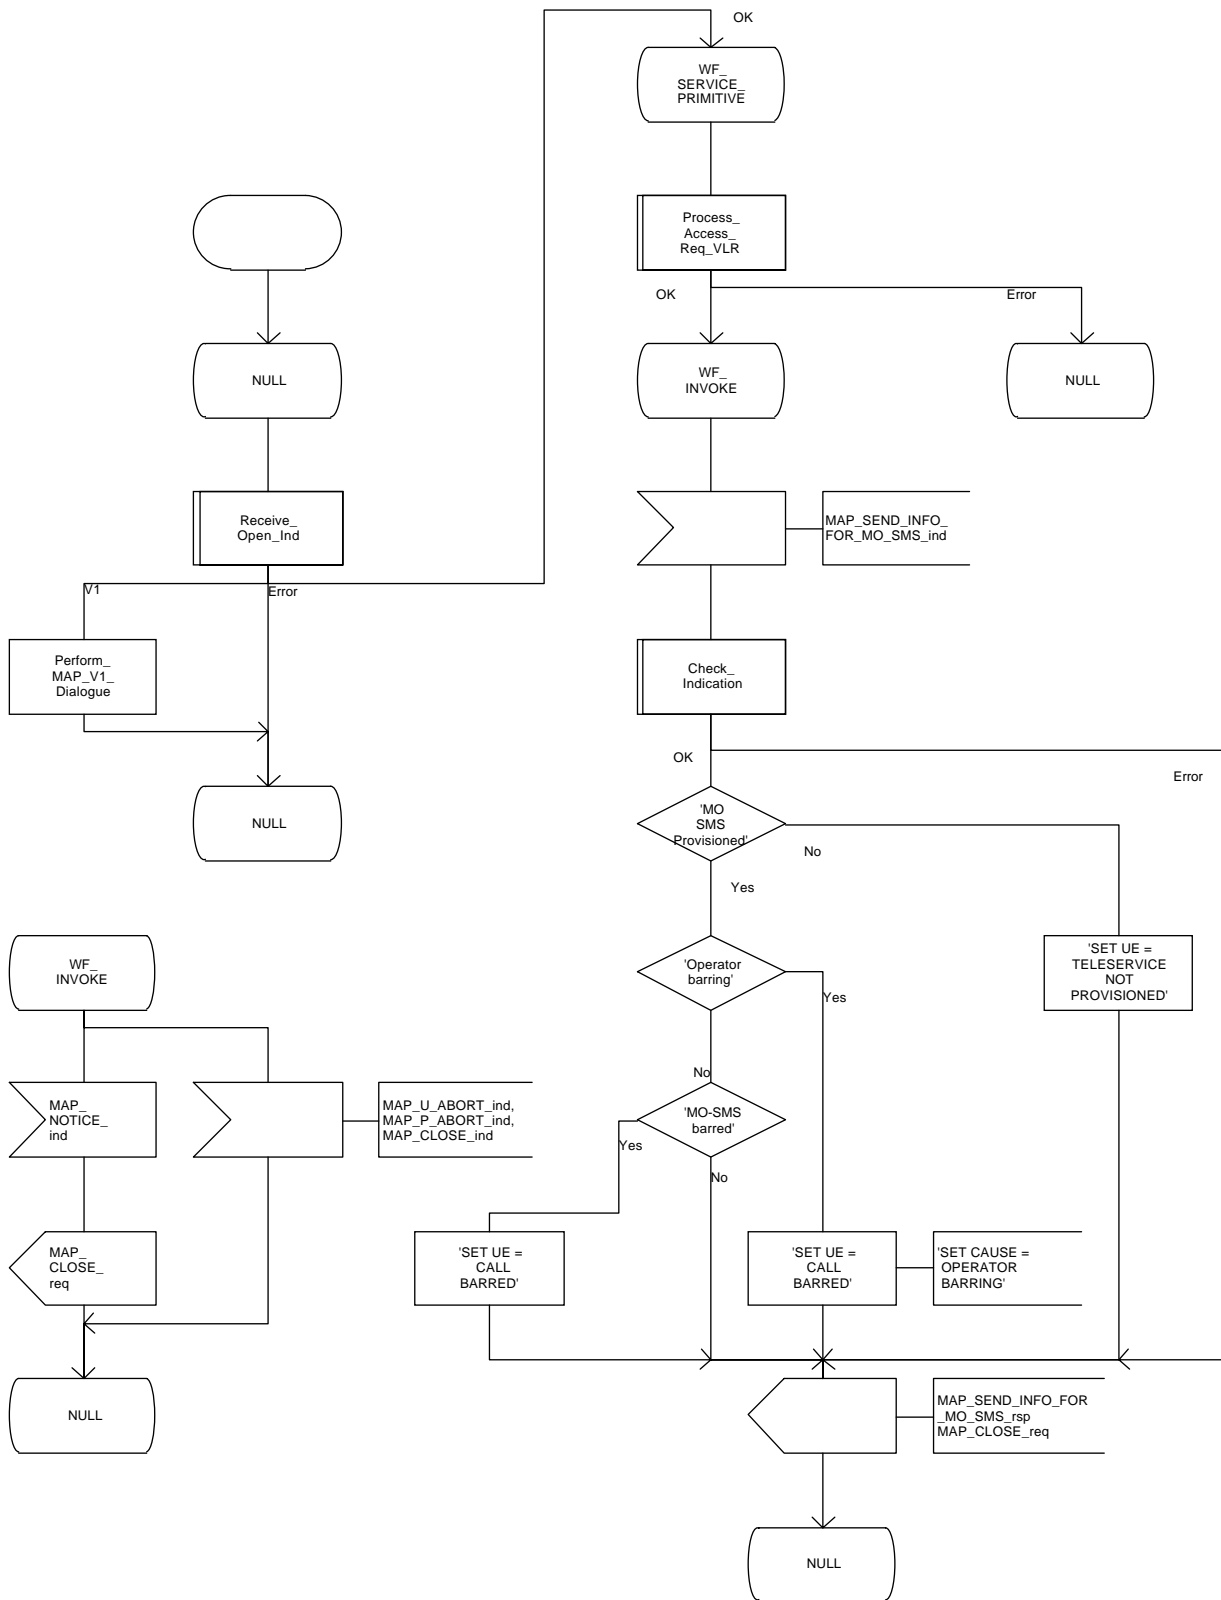 OK
WF_
SERVICE_
PRIMITIVE
Process_
Access_
Req_VLR
OK
Error
NULL
WF_
INVOKE
NULL
Receive_
Open_Ind
MAP_SEND_INFO_
FOR_MO_SMS_ind
V1
Error
Perform_
MAP_V1_
Dialogue
Check_
Indication
OK
Error
NULL
'MO
SMS
Provisioned'
No
Yes
WF_
INVOKE
'Operator
barring'
Yes
'SET UE =
TELESERVICE
NOT
PROVISIONED'
No
MAP_
NOTICE_
ind
MAP_U_ABORT_ind,
MAP_P_ABORT_ind,
MAP_CLOSE_ind
'MO-SMS
barred'
Yes
No
MAP_
CLOSE_
req
'SET UE =
CALL
BARRED'
'SET UE =
CALL
BARRED'
'SET CAUSE =
OPERATOR
BARRING'
NULL
MAP_SEND_INFO_FOR
_MO_SMS_rsp
MAP_CLOSE_req
NULL